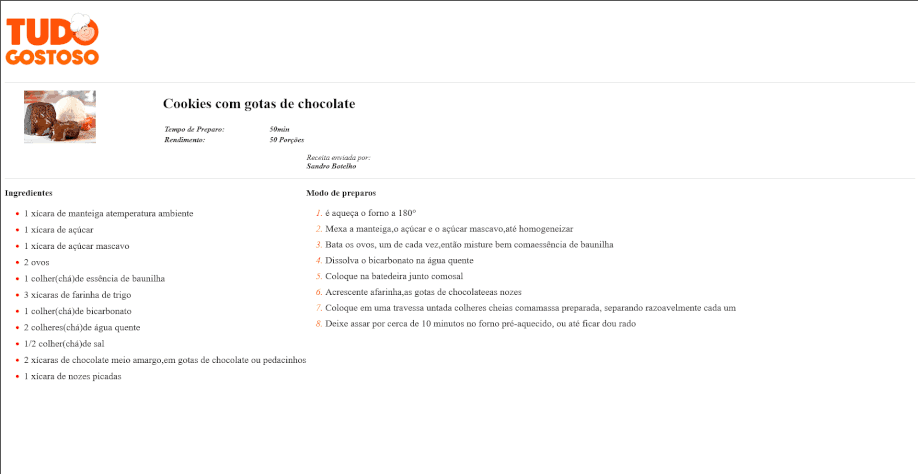 TUDO
GOSTOSO
Cookies com gotas de chocolate
Tempo de Preparo: 50min
Rendimento: 50 Porções
Receita enviada por:
Sandro Botelho
Ingredientes
1 xícara de manteiga atemperatura ambiente
1 xícara de açúcar
1 xícara de açúcar mascavo
2 ovos
1 colher(chá)de essência de baunilha
3 xícaras de farinha de trigo
1 colher(chá)de bicarbonato
2 colheres(chá)de água quente
1/2 colher(chá)de sal
2 xícaras de chocolate meio amargo,em gotas de chocolate ou pedacinhos
1 xícara de nozes picadas
Modo de preparos
1. é aqueça o forno a 180°
2. Mexa a manteiga,o açúcar e o açúcar mascavo,até homogeneizar
3. Bata os ovos, um de cada vez,então misture bem comaessência de baunilha
4. Dissolva o bicarbonato na água quente
5. Coloque na batedeira junto comosal
6. Acrescente afarinha,as gotas de chocolateeas nozes
7. Coloque em uma travessa untada colheres cheias comamassa preparada, separando razoavelmente cada um
8. Deixe assar por cerca de 10 minutos no forno pré-aquecido, ou até ficar dou rado